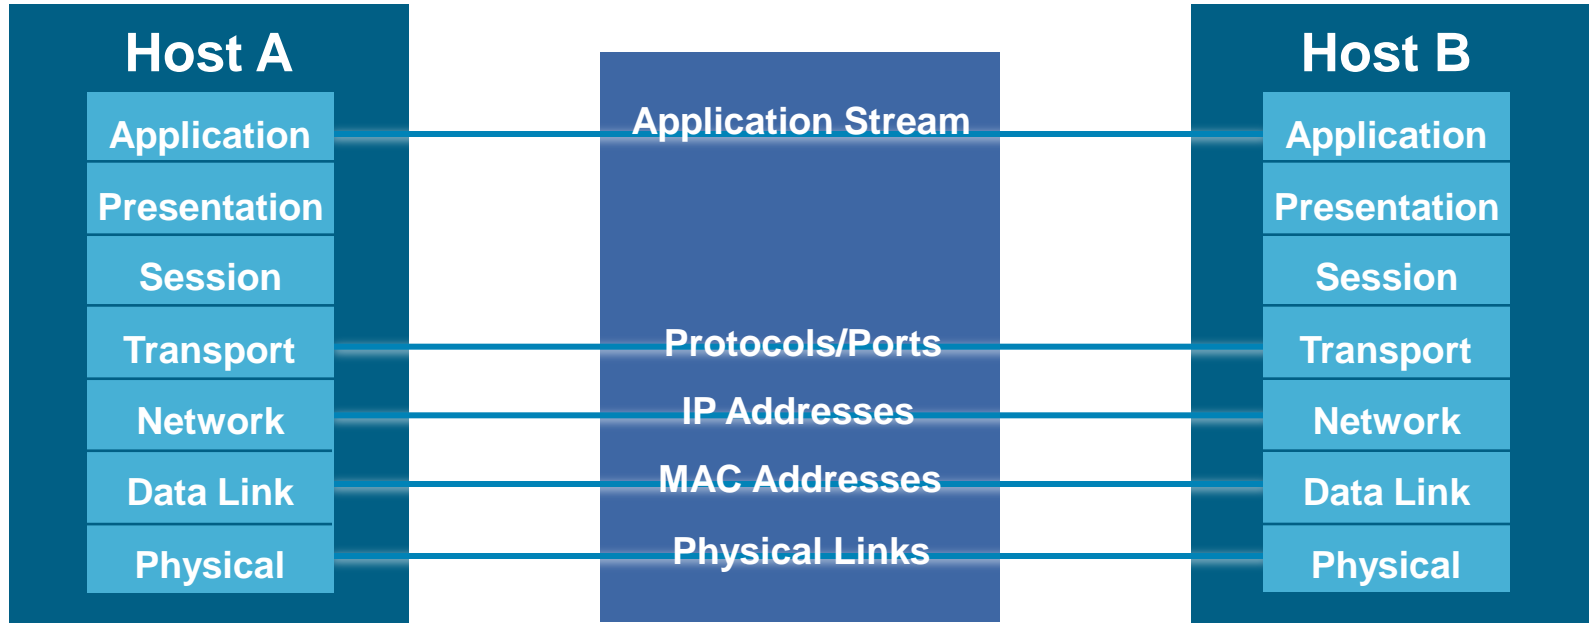 Host A
Application
Presentation
Session
Transport
Network
Data Link
Physical
Application Stream
Protocols/Ports
IP Addresses
MAC Addresses
Physical Links
Host B
Application
Presentation
Session
Transport
Network
Data Link
Physical